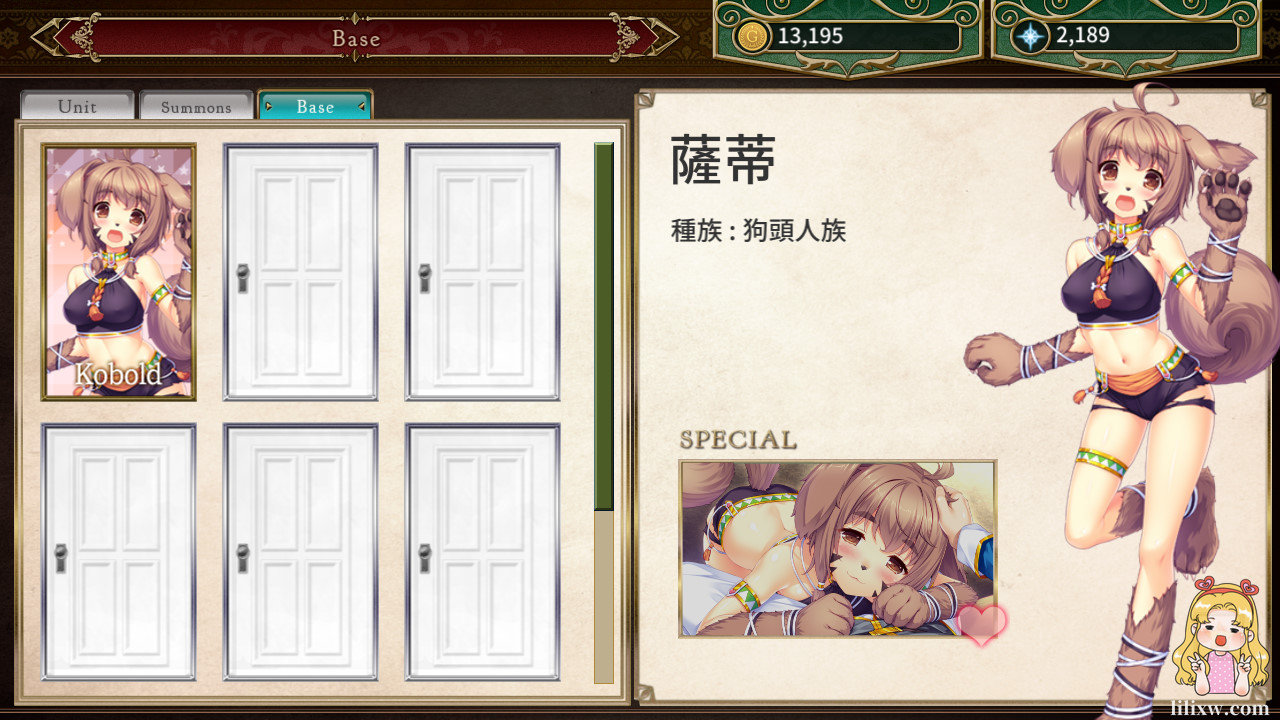 Base
G
13,195
2,189
Unit
Summons
Base
Kobold
薩蒂
種族 : 狗頭人族
SPECIAL
lilixw.com